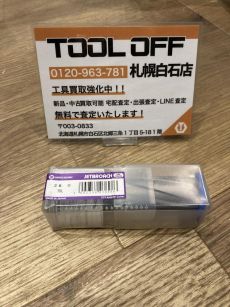 TOOL OFF
0120-963-781 札幌白石店
工具買取強化中!!
新品・中古買取可能 宅配査定・出張査定・LINE査定
無料で査定いたします!
〒003-0833
北海道札幌市白石区北郷三条1丁目5-18 1階
JETBROACH